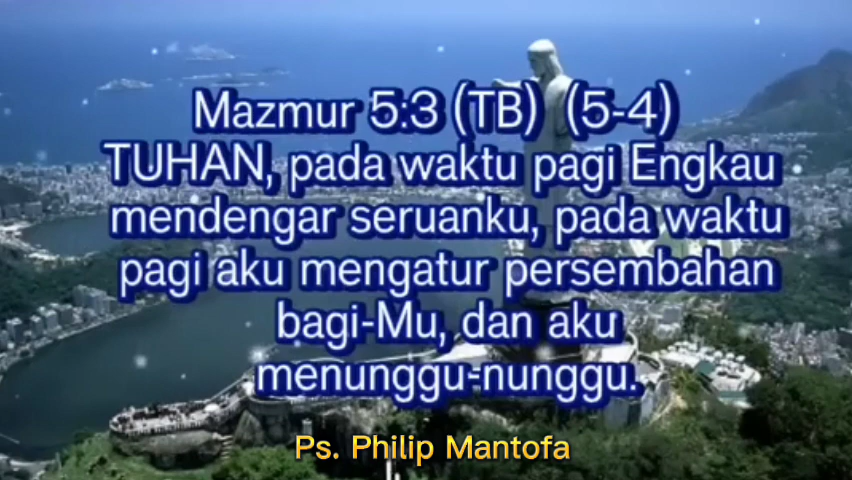 Mazmur 5:3 (TB) (5-4)
TUHAN, pada waktu pagi Engkau
mendengar seruanku, pada waktu
pagi aku mengatur persembahan
bagi-Mu, dan aku
menunggu-nunggu.
Ps. Philip Mantofa